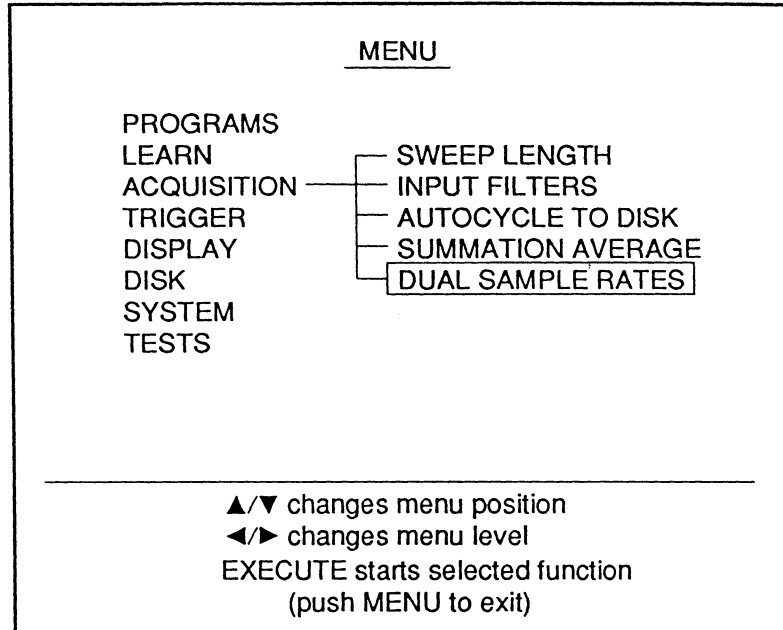 MENU
PROGRAMS
LEARN
ACQUISITION
TRIGGER
DISPLAY
DISK
SYSTEM
TESTS
SWEEP LENGTH
INPUT FILTERS
AUTOCYCLE TO DISK
SUMMATION AVERAGE
DUAL SAMPLE RATES
▲/▼ changes menu position
◄/► changes menu level
EXECUTE starts selected function
(push MENU to exit)